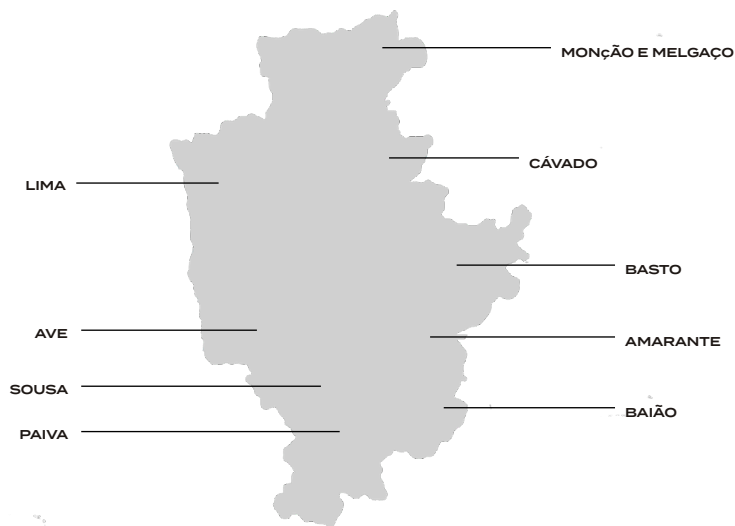 MONÇÃO E MELGAÇO
CÁVADO
LIMA
BASTO
AVE
AMARANTE
SOUSA
BAIÃO
PAIVA